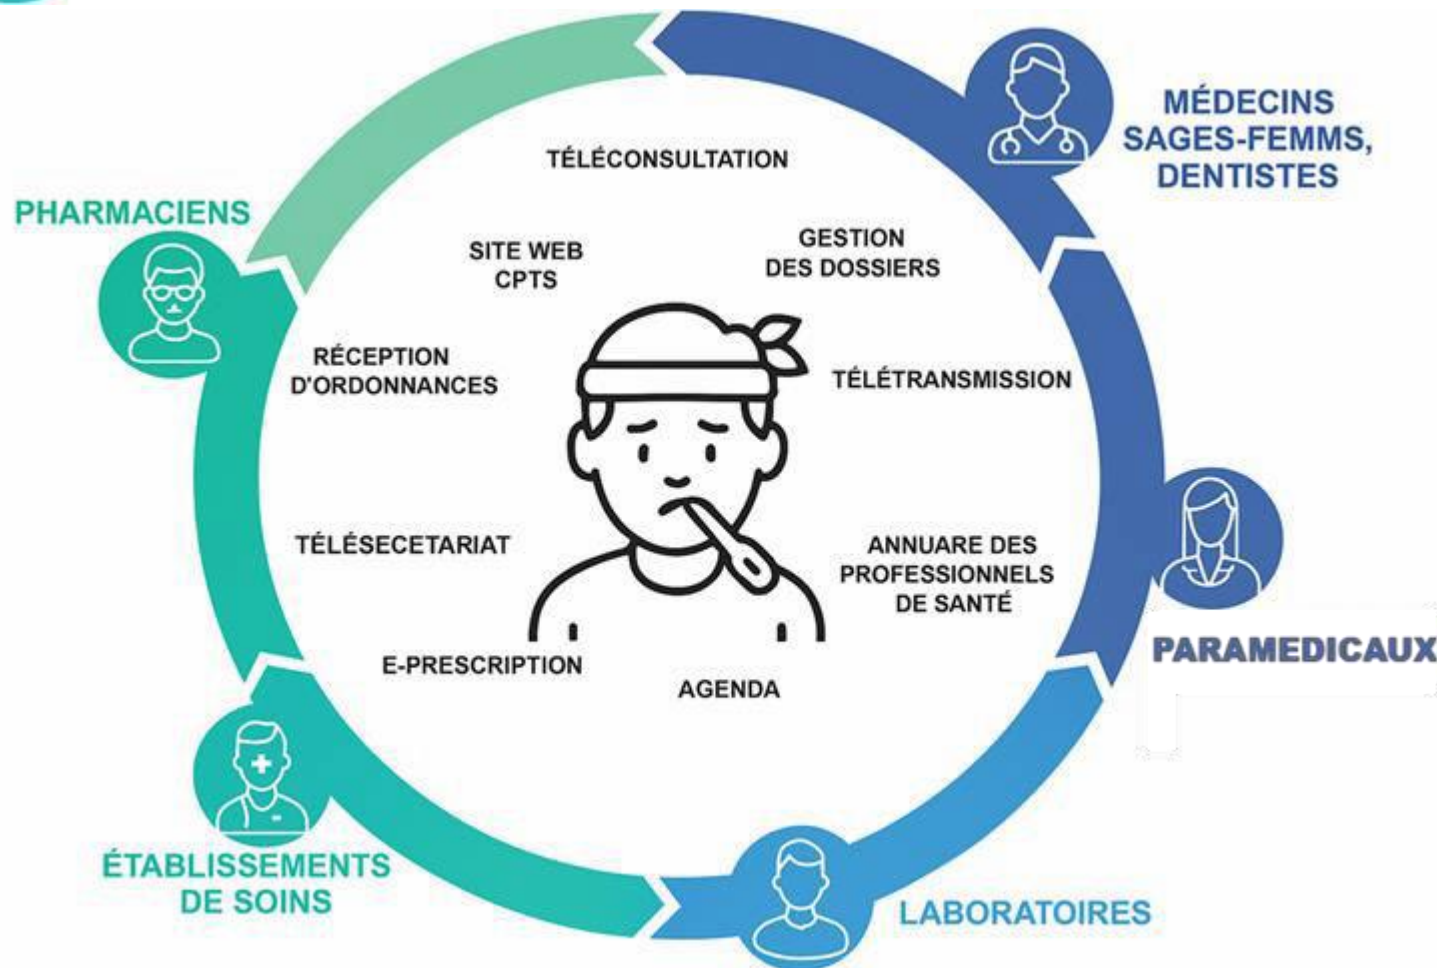 MÉDECINS
SAGES-FEMMS,
DENTISTES
TÉLÉCONSULTATION
PHARMACIENS
SITE WEB
CPTS
GESTION
DES DOSSIERS
RÉCEPTION
D'ORDONNANCES
TÉLÉTRANSMISSION
TÉLÉSECETARIAT
ANNUARE DES
PROFESSIONNELS
DE SANTÉ
PARAMEDICAUX
E-PRESCRIPTION
AGENDA
ÉTABLISSEMENTS
DE SOINS
LABORATOIRES